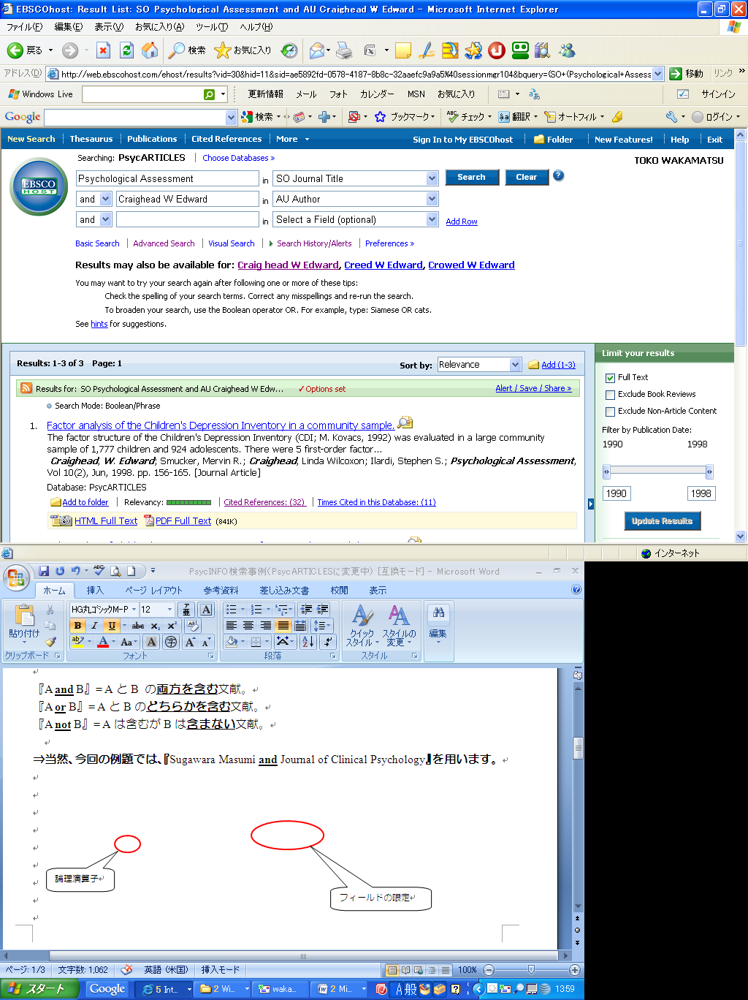 EBSCOhost: Result List: SO Psychological Assessment and AU Craighead W Edward - Microsoft Internet Explorer
ファイル(F) 編集(E) 表示(V) お気に入り(A) ツール(T) ヘルプ(H)
戻る 検索 お気に入り
アドレス(D) http://web.ebscohost.com/ehost/results?vid=30&hid=11&sid=ae5892fd-0578-4187-8b8c-32aaefc9a9a5%40sessionmgr104&bquery=(SO+(Psychological+Assess 移動 リンク »
Windows Live 更新情報 メール フォト カレンダー MSN お気に入り サインイン
Google 検索 ブックマーク チェック 翻訳 オートフィル ログイン
New Search Thesaurus Publications Cited References More Sign In to My EBSCOhost Folder New Features! Help Exit
Searching: PsycARTICLES Choose Databases » TOKO WAKAMATSU
EBSCO HOST
Psychological Assessment in SO Journal Title Search Clear
and Craighead W Edward in AU Author
and in Select a Field (optional) Add Row
Basic Search Advanced Search Visual Search Search History/Alerts Preferences »
Results may also be available for: Craig head W Edward, Creed W Edward, Crowed W Edward
You may want to try your search again after following one or more of these tips:
Check the spelling of your search terms. Correct any misspellings and re-run the search.
To broaden your search, use the Boolean operator OR. For example, type: Siamese OR cats.
See hints for suggestions.
Results: 1-3 of 3 Page: 1 Sort by: Relevance Add (1-3)
Results for: SO Psychological Assessment and AU Craighead W Edw... ✓Options set Alert / Save / Share »
Search Mode: Boolean/Phrase
1. Factor analysis of the Children's Depression Inventory in a community sample.
The factor structure of the Children's Depression Inventory (CDI; M. Kovacs, 1992) was evaluated in a large community
sample of 1,777 children and 924 adolescents. There were 5 first-order factor...
Craighead, W. Edward; Smucker, Mervin R.; Craighead, Linda Wilcoxon; Ilardi, Stephen S.; Psychological Assessment,
Vol 10(2), Jun, 1998. pp. 156-165. [Journal Article]
Database: PsycARTICLES
Add to folder Relevancy: Cited References: (32) Times Cited in this Database: (11)
HTML Full Text PDF Full Text (841K)
Limit your results
Full Text
Exclude Book Reviews
Exclude Non-Article Content
Filter by Publication Date:
1990 1998
1990 1998
Update Results
インターネット
PsycINFO検索事例(PsycARTICLESに変更中) [互換モード] - Microsoft Word
ホーム 挿入 ページ レイアウト 参考資料 差し込み文書 校閲 表示
HG丸ゴシックM-P 12
貼り付け クイック スタイル スタイルの 変更 編集
クリップボード フォント 段落 スタイル
『A and B』＝A と B の両方を含む文献。
『A or B』＝A と B のどちらかを含む文献。
『A not B』＝A は含むが B は含まない文献。
⇒当然、今回の例題では、『Sugawara Masumi and Journal of Clinical Psychology』を用います。
論理演算子
フィールドの限定
ページ: 1/3 文字数: 1,062 英語 (米国) 挿入モード 100%
スタート Google 5 Int... 2 Wi... waka... 2 Mi... A般 13:59